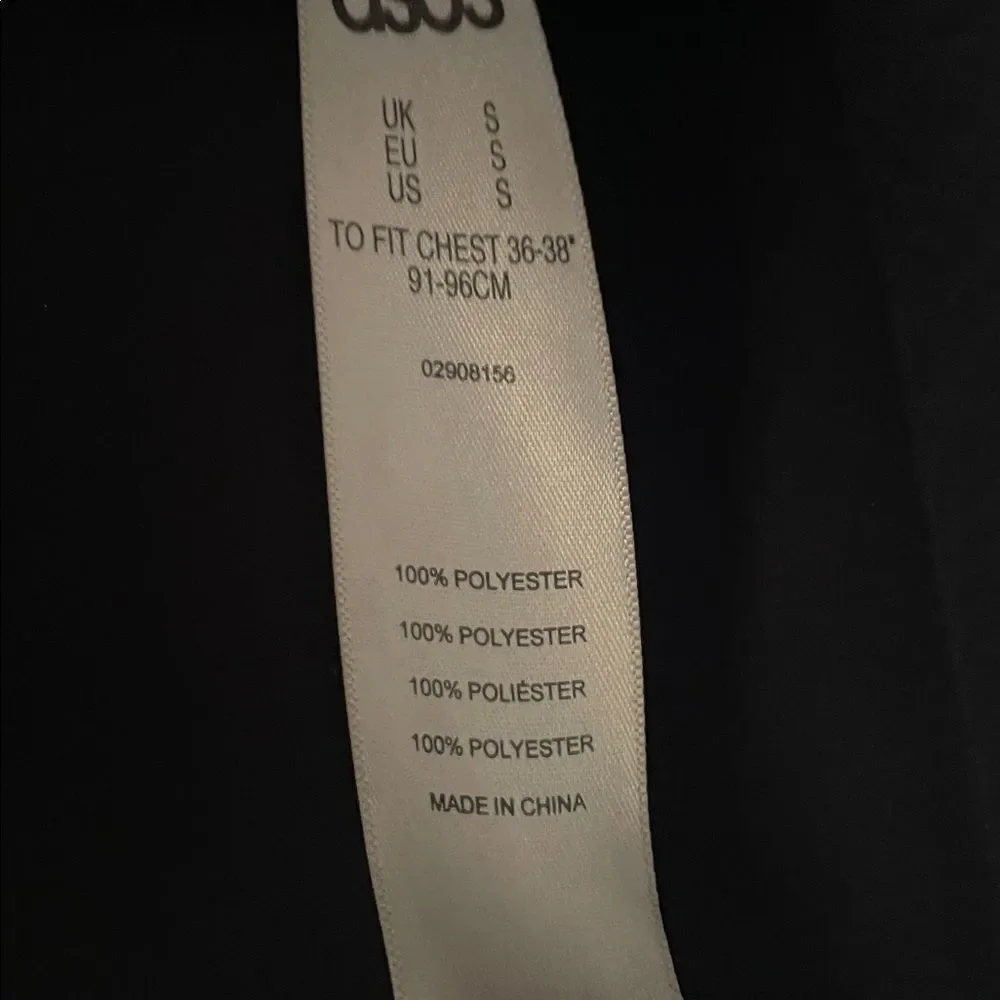 asos
UK S
EU S
US S
TO FIT CHEST 36-38"
91-96CM
02908156
100% POLYESTER
100% POLYESTER
100% POLIÉSTER
100% POLYESTER
MADE IN CHINA